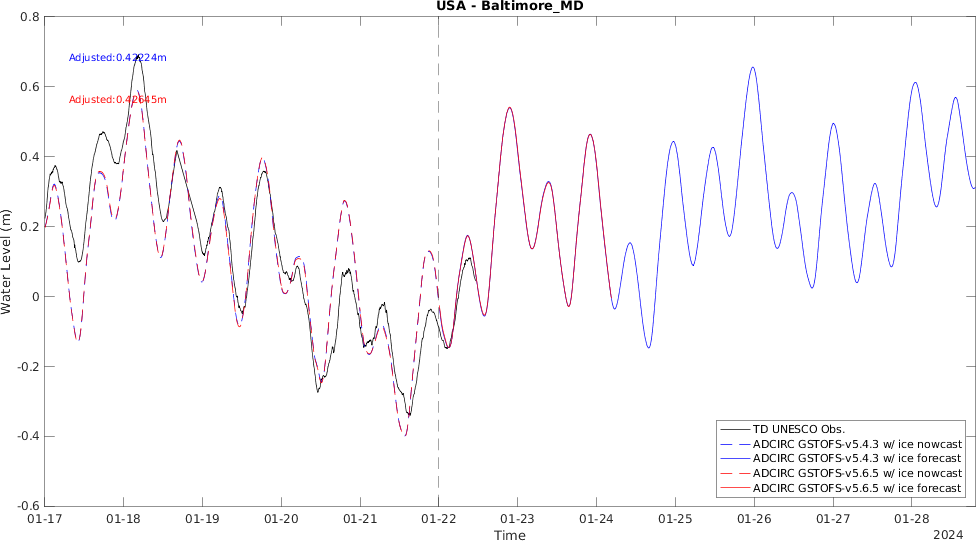 USA - Baltimore_MD
0.8
Adjusted:0.42224m
0.6
Adjusted:0.42645m
0.4
0.2
0
-0.2
-0.4
-0.6
Water Level (m)
TD UNESCO Obs.
ADCIRC GSTOFS-v5.4.3 w/ ice nowcast
ADCIRC GSTOFS-v5.4.3 w/ ice forecast
ADCIRC GSTOFS-v5.6.5 w/ ice nowcast
ADCIRC GSTOFS-v5.6.5 w/ ice forecast
01-17 01-18 01-19 01-20 01-21 01-22 01-23 01-24 01-25 01-26 01-27 01-28
Time
2024